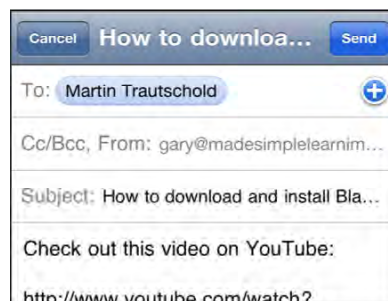 Cancel How to downloa... Send
To: Martin Trautschold
Cc/Bcc, From: gary@madesimplelearnim...
Subject: How to download and install Bla...
Check out this video on YouTube:
http://www.youtube.com/watch?